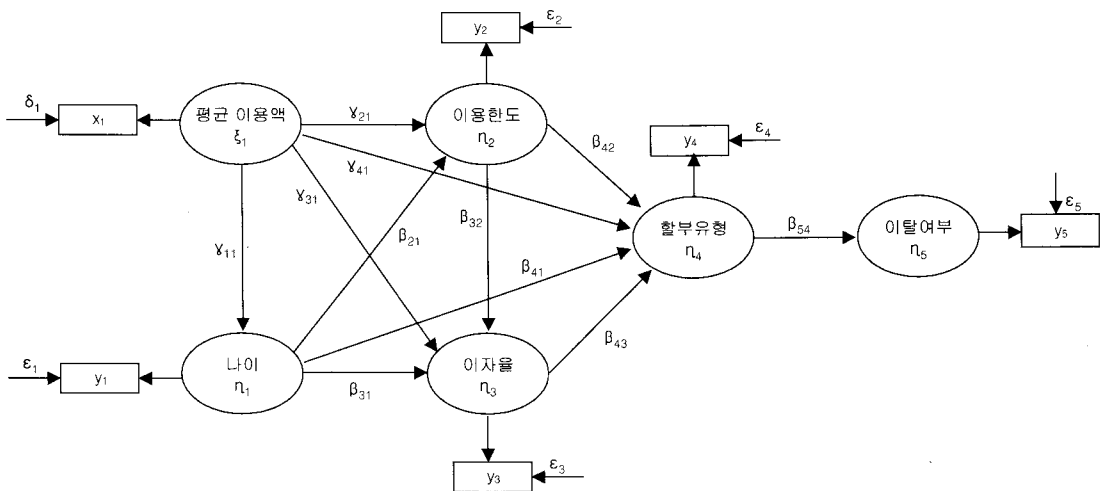 ε₂
y₂
δ₁
x₁
평균 이용액
ξ₁
γ₂₁
이용한도
η₂
ε₄
y₄
β₄₂
γ₄₁
γ₃₁
β₃₂
β₂₁
γ₁₁
할부유형
η₄
β₅₄
이탈여부
η₅
ε₅
y₅
β₄₁
β₄₃
ε₁
y₁
나이
η₁
β₃₁
이자율
η₃
y₃
ε₃